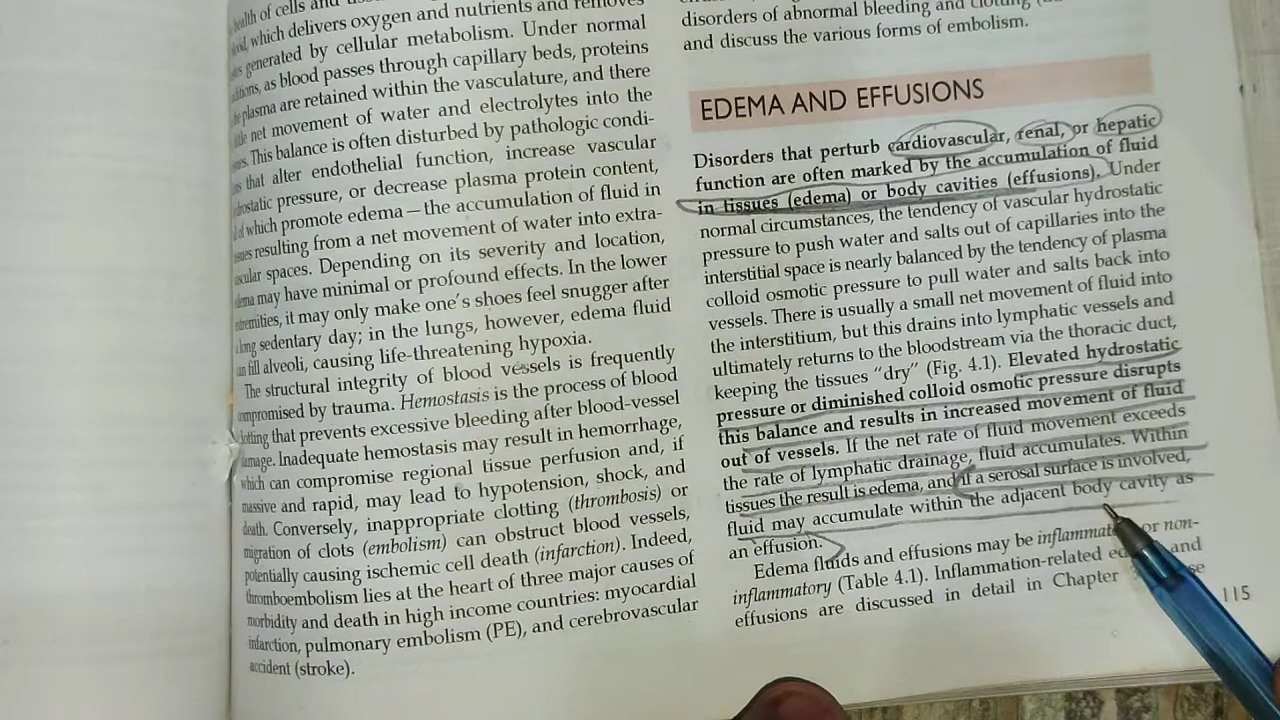 health of cells and
which delivers oxygen and nutrients and removes
generated by cellular metabolism. Under normal
as blood passes through capillary beds, proteins
plasma are retained within the vasculature, and there
net movement of water and electrolytes into the
This balance is often disturbed by pathologic condi-
that alter endothelial function, increase vascular
pressure, or decrease plasma protein content,
of which promote edema—the accumulation of fluid in
resulting from a net movement of water into extra-
spaces. Depending on its severity and location,
may have minimal or profound effects. In the lower
it may only make one's shoes feel snugger after
long sedentary day; in the lungs, however, edema fluid
fill alveoli, causing life-threatening hypoxia.
The structural integrity of blood vessels is frequently
by trauma. Hemostasis is the process of blood
that prevents excessive bleeding after blood-vessel
Inadequate hemostasis may result in hemorrhage,
which can compromise regional tissue perfusion and, if
massive and rapid, may lead to hypotension, shock, and
death. Conversely, inappropriate clotting (thrombosis) or
migration of clots (embolism) can obstruct blood vessels,
potentially causing ischemic cell death (infarction). Indeed,
thromboembolism lies at the heart of three major causes of
morbidity and death in high income countries: myocardial
infarction, pulmonary embolism (PE), and cerebrovascular
accident (stroke).
disorders of abnormal bleeding and clotting
and discuss the various forms of embolism.
EDEMA AND EFFUSIONS
Disorders that perturb cardiovascular, renal, or hepatic
function are often marked by the accumulation of fluid
in tissues (edema) or body cavities (effusions). Under
normal circumstances, the tendency of vascular hydrostatic
pressure to push water and salts out of capillaries into the
interstitial space is nearly balanced by the tendency of plasma
colloid osmotic pressure to pull water and salts back into
vessels. There is usually a small net movement of fluid into
the interstitium, but this drains into lymphatic vessels and
ultimately returns to the bloodstream via the thoracic duct,
keeping the tissues "dry" (Fig. 4.1). Elevated hydrostatic
pressure or diminished colloid osmotic pressure disrupts
this balance and results in increased movement of fluid
out of vessels. If the net rate of fluid movement exceeds
the rate of lymphatic drainage, fluid accumulates. Within
tissues the result is edema, and if a serosal surface is involved,
fluid may accumulate within the adjacent body cavity as
an effusion.
Edema fluids and effusions may be or non-
inflammatory (Table 4.1). Inflammation-related and
effusions are discussed in detail in Chapter
115